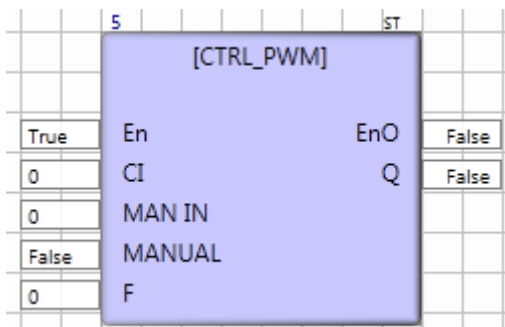 5 ST
[CTRL_PWM]
True En EnO False
0 CI Q False
0 MAN IN
False MANUAL
0 F